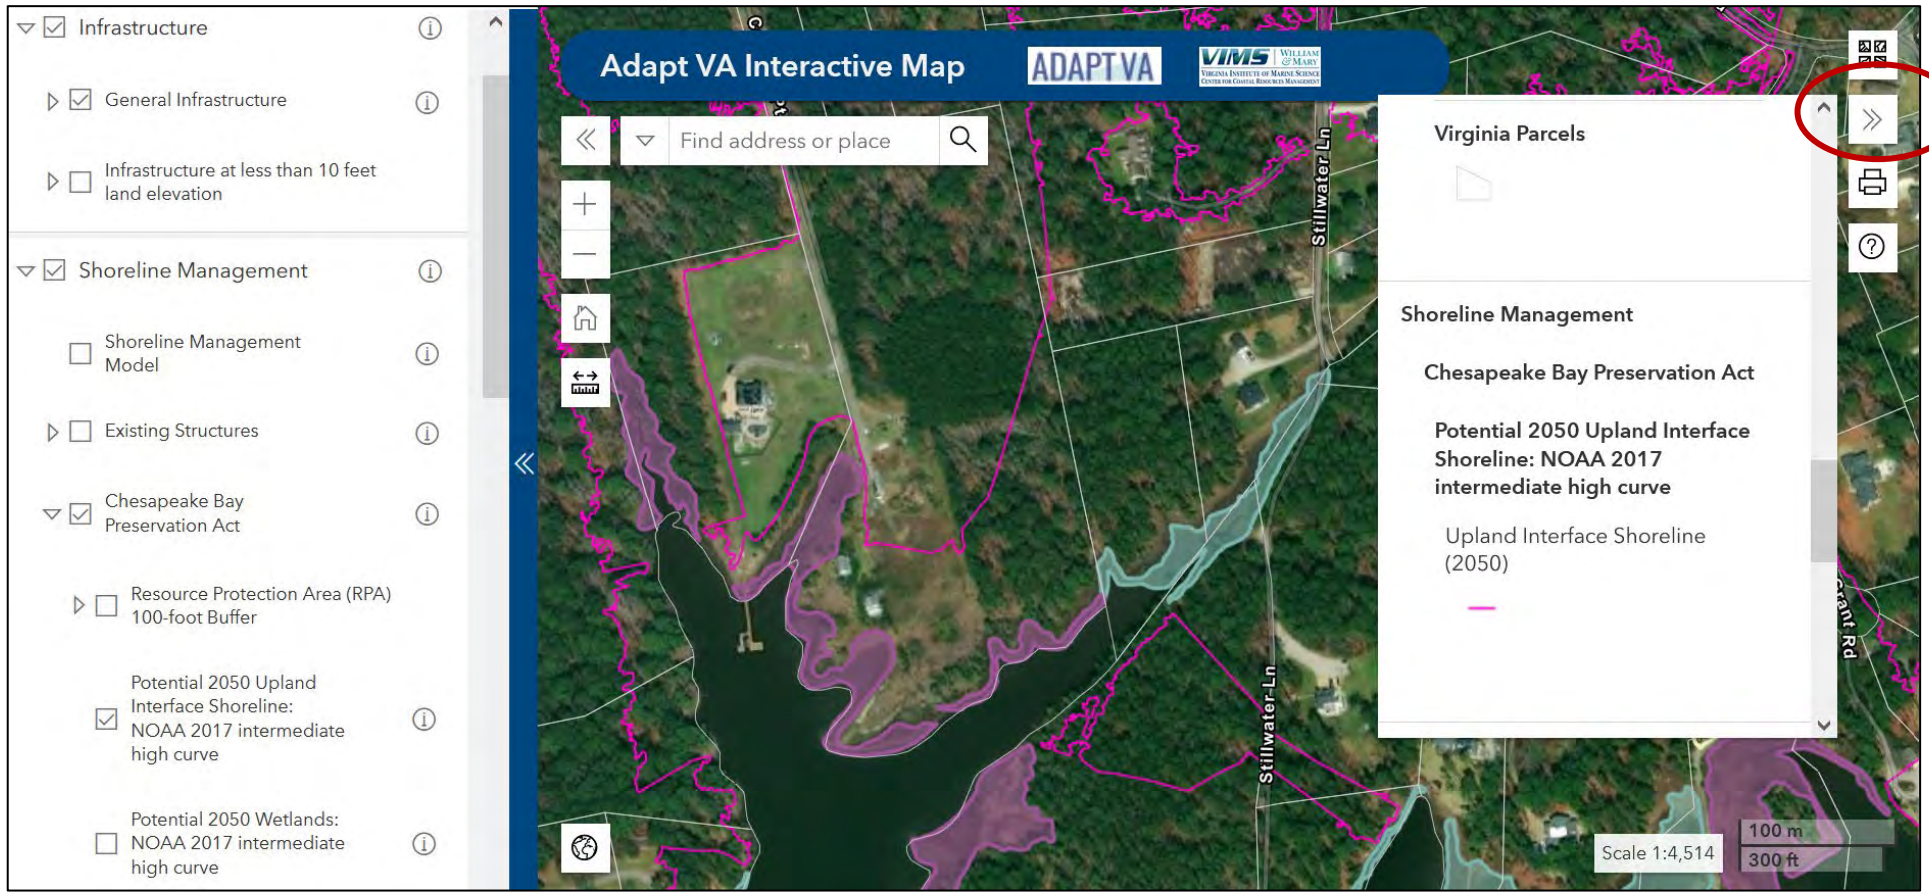 Infrastructure
General Infrastructure
Infrastructure at less than 10 feet
land elevation
Shoreline Management
Shoreline Management
Model
Existing Structures
Chesapeake Bay
Preservation Act
Resource Protection Area (RPA)
100-foot Buffer
Potential 2050 Upland
Interface Shoreline:
NOAA 2017 intermediate
high curve
Potential 2050 Wetlands:
NOAA 2017 intermediate
high curve
Adapt VA Interactive Map
ADAPT VA
VIMS | WILLIAM
& MARY
VIRGINIA INSTITUTE OF MARINE SCIENCE
CENTER FOR COASTAL RESOURCES MANAGEMENT
Find address or place
Stillwater Ln
Stillwater Ln
Virginia Parcels
Shoreline Management
Chesapeake Bay Preservation Act
Potential 2050 Upland Interface
Shoreline: NOAA 2017
intermediate high curve
Upland Interface Shoreline
(2050)
Grant Rd
Scale 1:4,514
100 m
300 ft